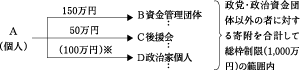 A
(個人)
150万円
B資金管理団体
50万円
C後援会
(100万円)※
D政治家個人
政党・政治資金団
体以外の者に対す
る寄附を合計して
総枠制限(1,000万
円)の範囲内